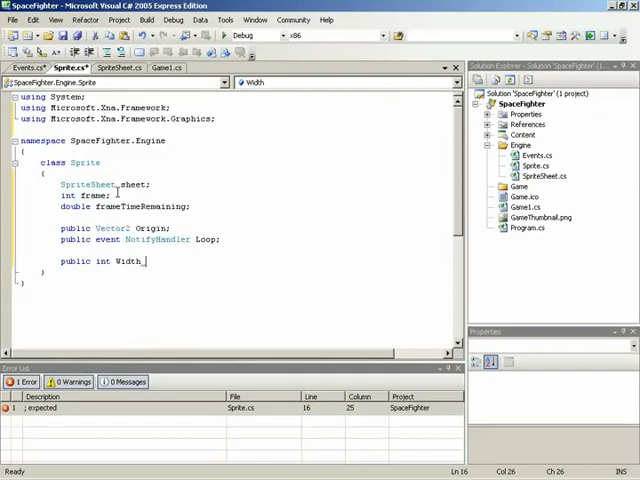 SpaceFighter - Microsoft Visual C# 2005 Express Edition
File Edit View Refactor Project Build Debug Data Tools Window Community Help
Debug x86
Events.cs* Sprite.cs* SpriteSheet.cs Game1.cs
SpaceFighter.Engine.Sprite Width
using System;
using Microsoft.Xna.Framework;
using Microsoft.Xna.Framework.Graphics;
namespace SpaceFighter.Engine
{
class Sprite
{
SpriteSheet sheet;
int frame;
double frameTimeRemaining;
public Vector2 Origin;
public event NotifyHandler Loop;
public int Width
}
}
Solution Explorer - Solution 'SpaceFighter'
Solution 'SpaceFighter' (1 project)
SpaceFighter
Properties
References
Content
Engine
Events.cs
Sprite.cs
SpriteSheet.cs
Game
Game.ico
Game1.cs
GameThumbnail.png
Program.cs
Properties
Error List
1 Error 0 Warnings 0 Messages
Description File Line Column Project
1 ; expected Sprite.cs 16 25 SpaceFighter
Ready Ln 16 Col 26 Ch 26 INS